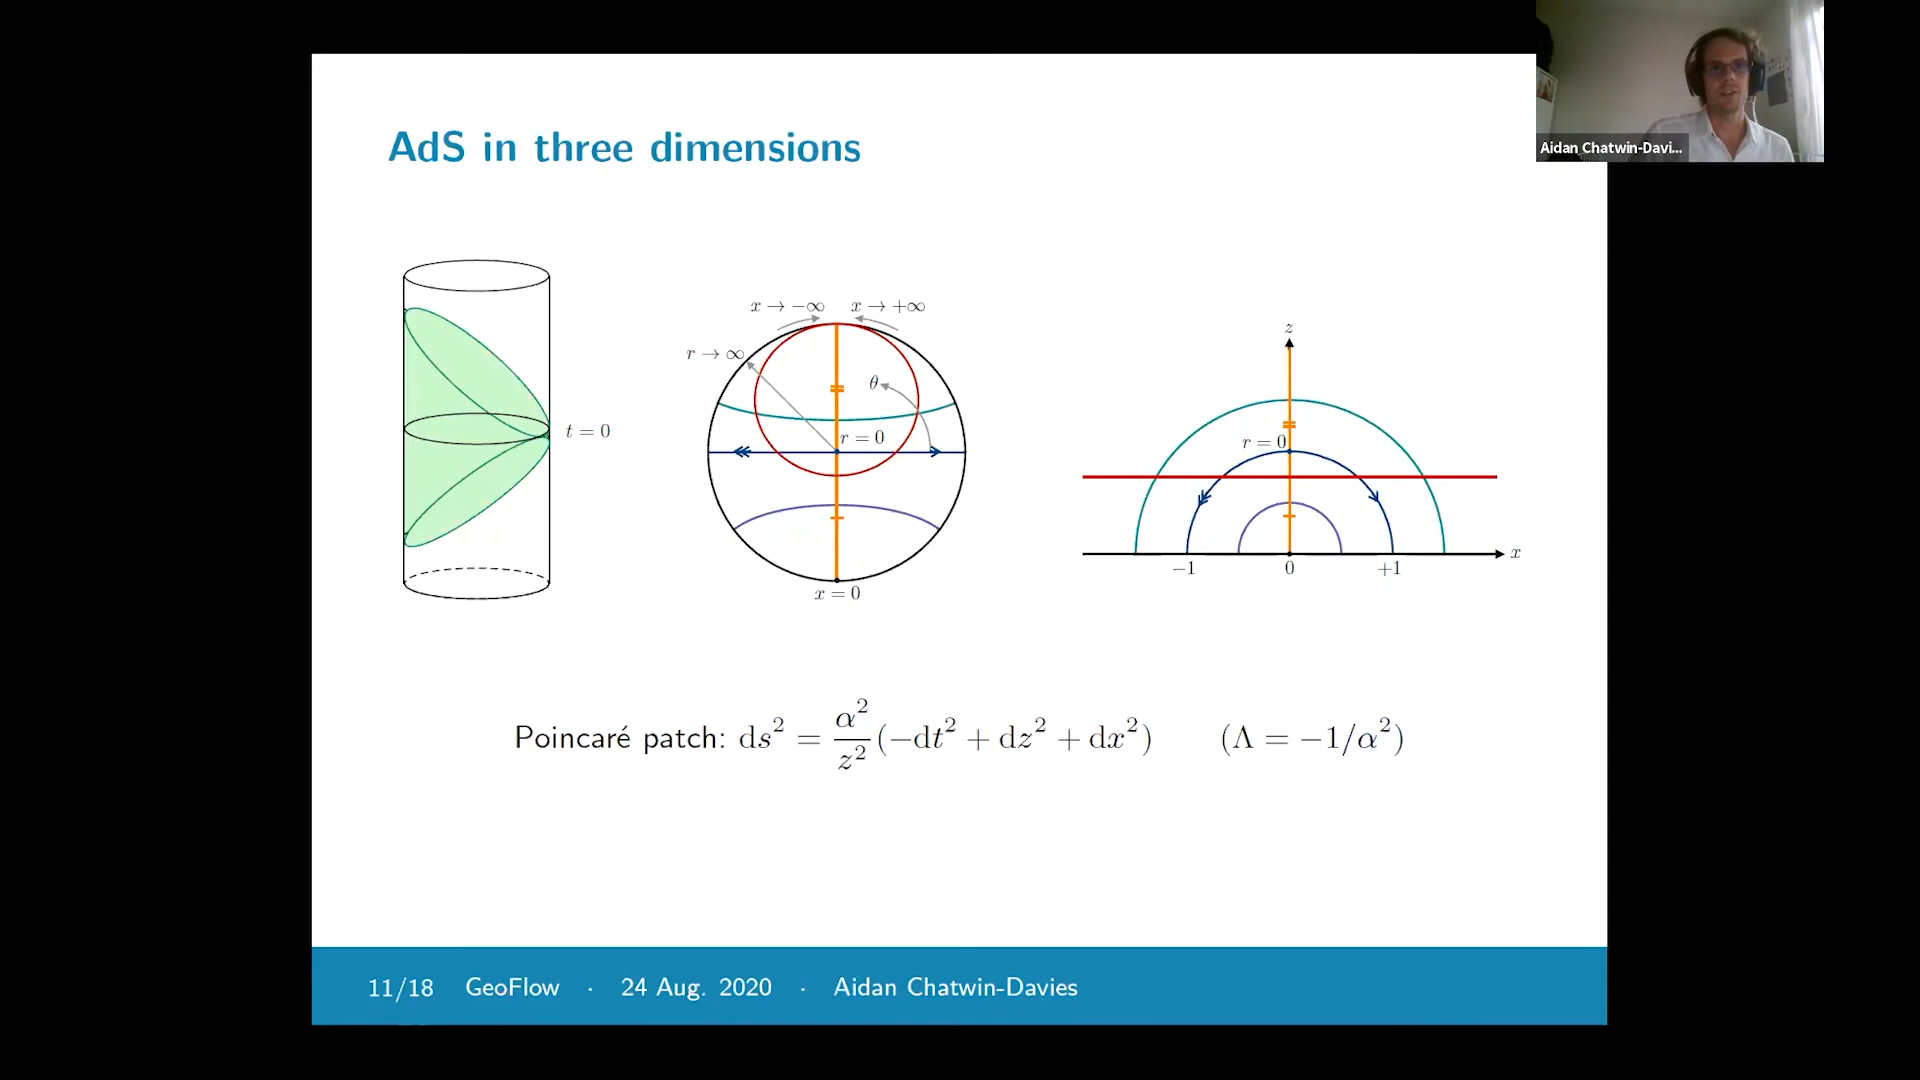 Aidan Chatwin-Davi...
AdS in three dimensions
t = 0
x → −∞
x → +∞
r → ∞
θ
r = 0
x = 0
z
r = 0
x
−1
0
+1
Poincaré patch: ds² = α²/z² (−dt² + dz² + dx²) (Λ = −1/α²)
11/18 GeoFlow · 24 Aug. 2020 · Aidan Chatwin-Davies